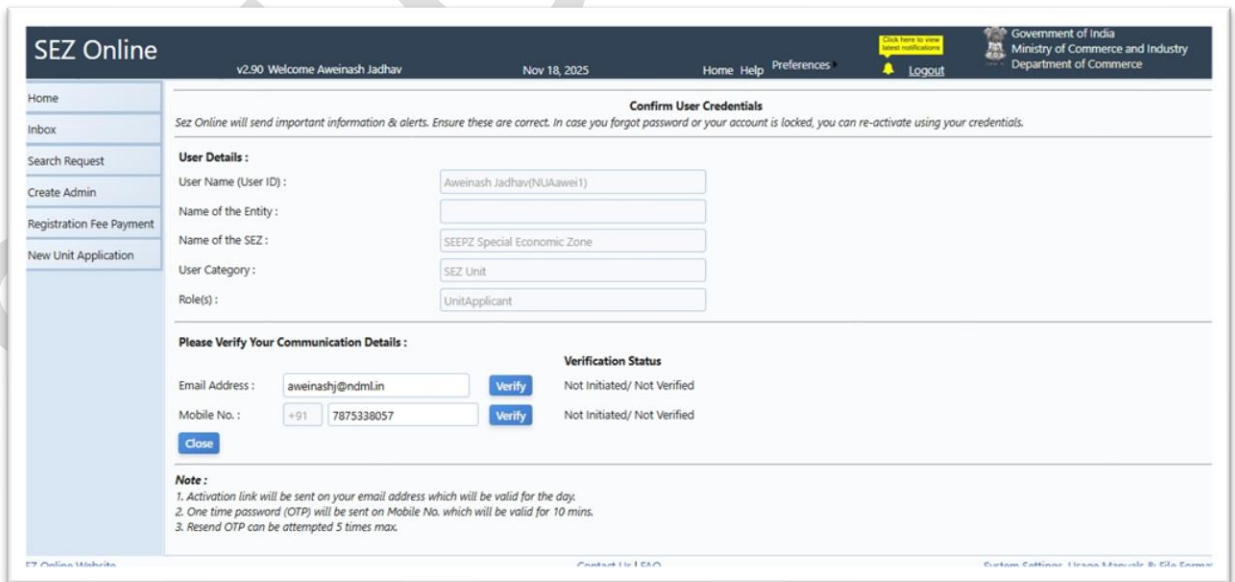 SEZ Online
v2.90 Welcome Aweinash Jadhav
Nov 18, 2025
Home Help Preferences
Click here to view
latest notifications
Logout
Government of India
Ministry of Commerce and Industry
Department of Commerce
Home
Inbox
Search Request
Create Admin
Registration Fee Payment
New Unit Application
Confirm User Credentials
Sez Online will send important information & alerts. Ensure these are correct. In case you forgot password or your account is locked, you can re-activate using your credentials.
User Details :
User Name (User ID) : Aweinash Jadhav(NUAawei1)
Name of the Entity :
Name of the SEZ : SEEPZ Special Economic Zone
User Category : SEZ Unit
Role(s) : UnitApplicant
Please Verify Your Communication Details :
Verification Status
Email Address : aweinashj@ndml.in Verify Not Initiated/ Not Verified
Mobile No. : +91 7875338057 Verify Not Initiated/ Not Verified
Close
Note :
1. Activation link will be sent on your email address which will be valid for the day.
2. One time password (OTP) will be sent on Mobile No. which will be valid for 10 mins.
3. Resend OTP can be attempted 5 times max.
EZ Online Website Contact Us | FAQ System Settings, Usage Manuals & File Format